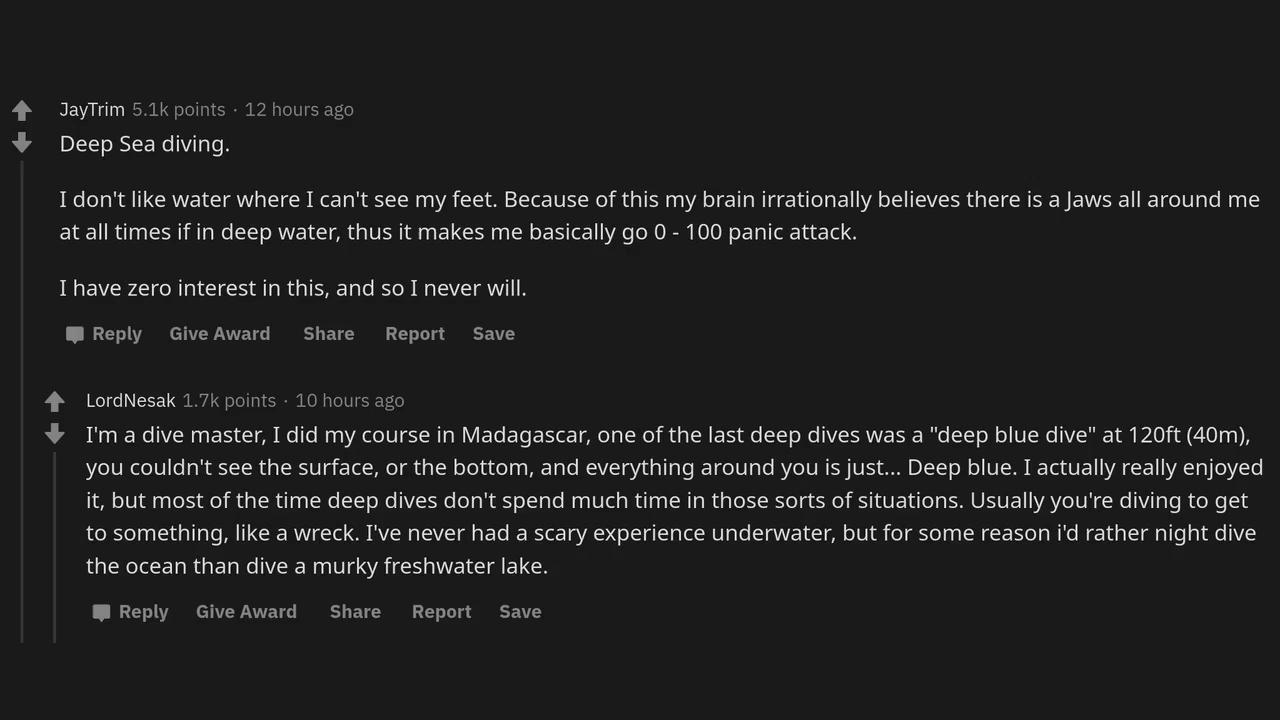 JayTrim 5.1k points · 12 hours ago
Deep Sea diving.
I don't like water where I can't see my feet. Because of this my brain irrationally believes there is a Jaws all around me
at all times if in deep water, thus it makes me basically go 0 - 100 panic attack.
I have zero interest in this, and so I never will.
Reply Give Award Share Report Save
LordNesak 1.7k points · 10 hours ago
I'm a dive master, I did my course in Madagascar, one of the last deep dives was a "deep blue dive" at 120ft (40m),
you couldn't see the surface, or the bottom, and everything around you is just... Deep blue. I actually really enjoyed
it, but most of the time deep dives don't spend much time in those sorts of situations. Usually you're diving to get
to something, like a wreck. I've never had a scary experience underwater, but for some reason i'd rather night dive
the ocean than dive a murky freshwater lake.
Reply Give Award Share Report Save